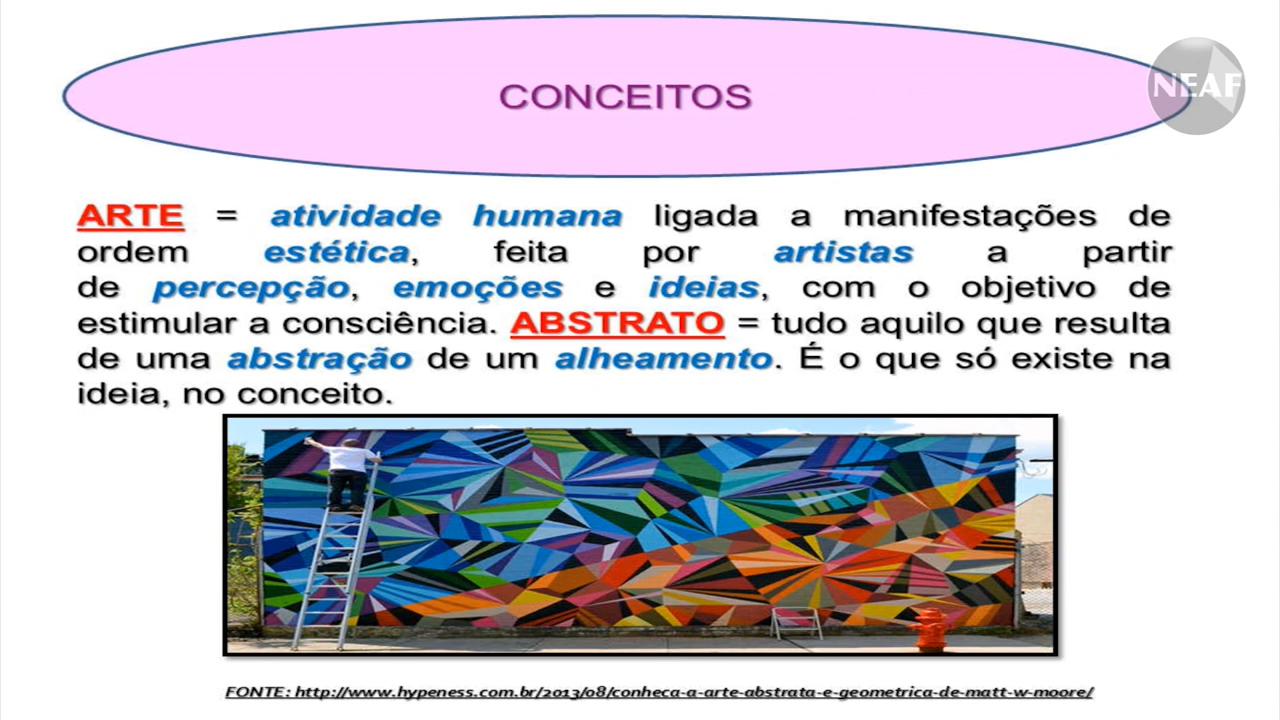 CONCEITOS
NEAF
ARTE = atividade humana ligada a manifestações de
ordem estética, feita por artistas a partir
de percepção, emoções e ideias, com o objetivo de
estimular a consciência. ABSTRATO = tudo aquilo que resulta
de uma abstração de um alheamento. É o que só existe na
ideia, no conceito.
FONTE: http://www.hypeness.com.br/2013/08/conheca-a-arte-abstrata-e-geometrica-de-matt-w-moore/